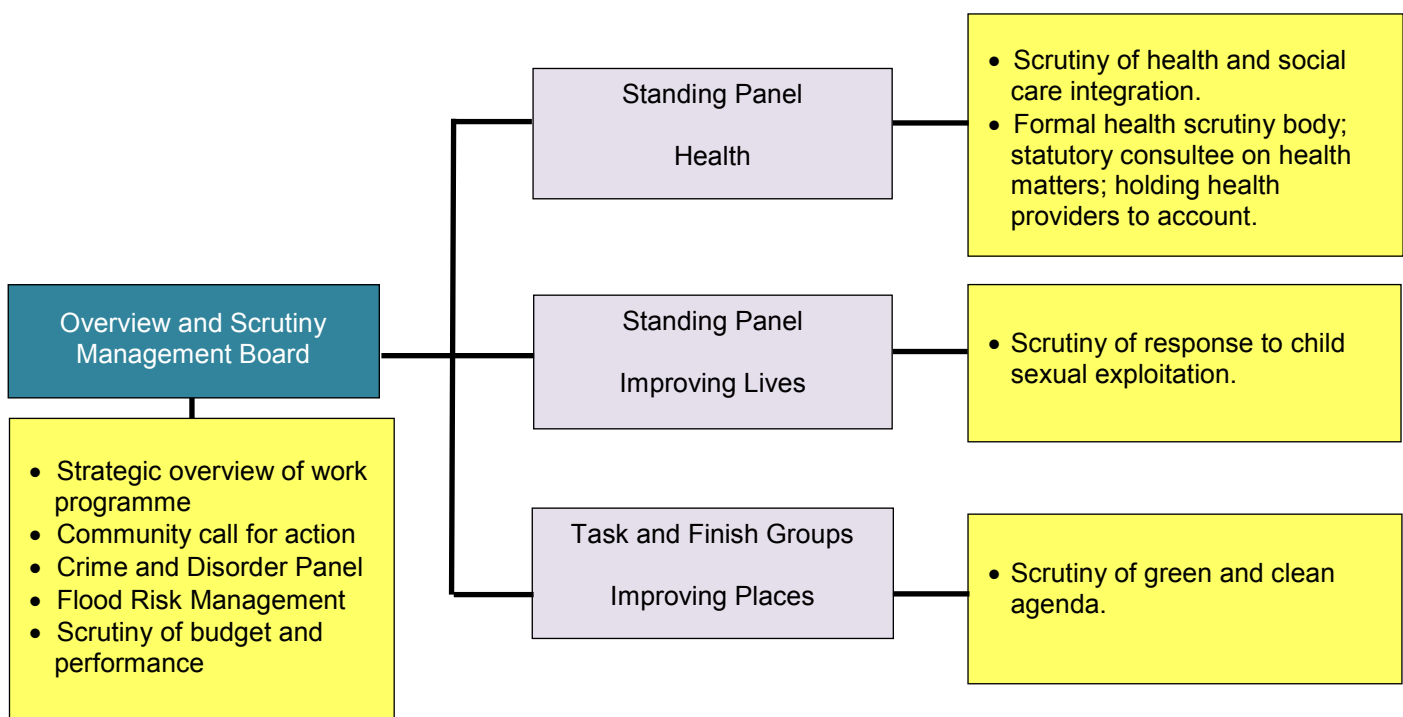 Overview and Scrutiny
Management Board
• Strategic overview of work
programme
• Community call for action
• Crime and Disorder Panel
• Flood Risk Management
• Scrutiny of budget and
performance
Standing Panel
Health
• Scrutiny of health and social
care integration.
• Formal health scrutiny body;
statutory consultee on health
matters; holding health
providers to account.
Standing Panel
Improving Lives
• Scrutiny of response to child
sexual exploitation.
Task and Finish Groups
Improving Places
• Scrutiny of green and clean
agenda.